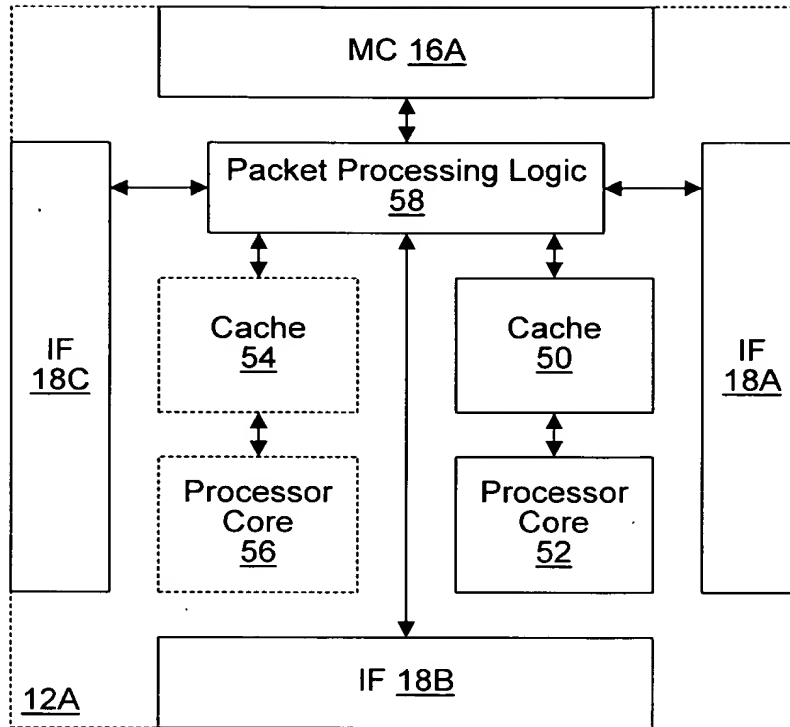 MC 16A
Packet Processing Logic
58
IF
18C
Cache
54
Cache
50
IF
18A
Processor
Core
56
Processor
Core
52
IF 18B
12A